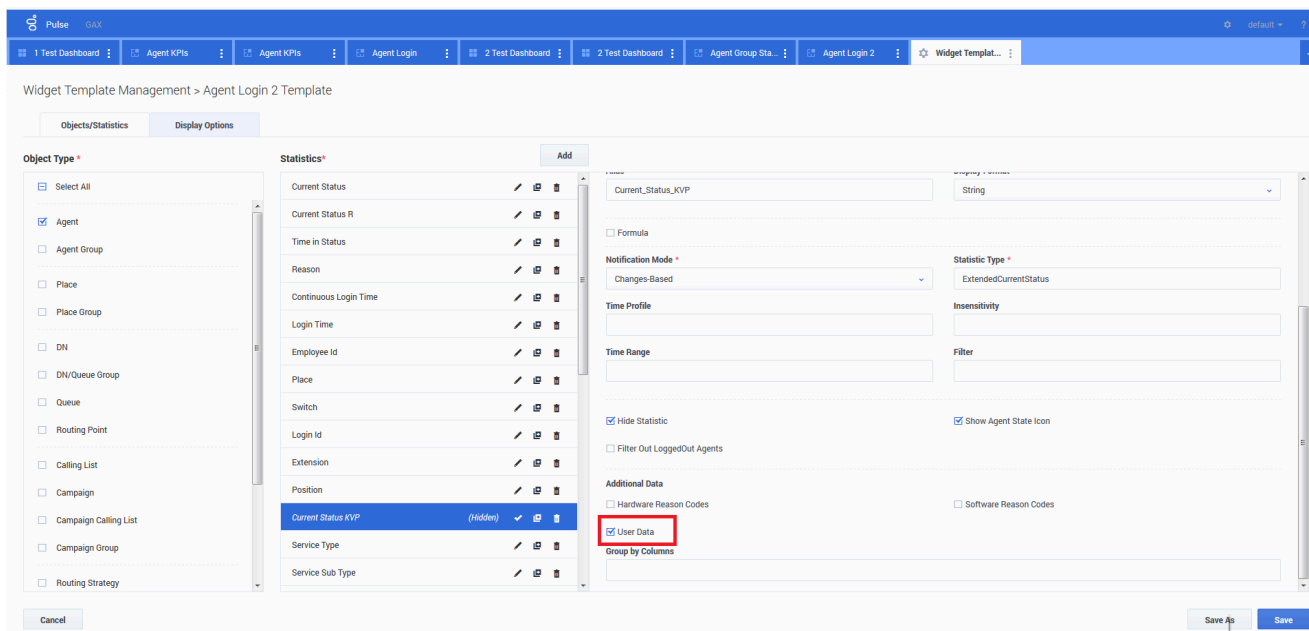 Pulse GAX default ?
1 Test Dashboard Agent KPIs Agent KPIs Agent Login 2 Test Dashboard 2 Test Dashboard Agent Group Sta... Agent Login 2 Widget Templat...
Widget Template Management > Agent Login 2 Template
Objects/Statistics Display Options
Object Type *
Select All
Agent
Agent Group
Place
Place Group
DN
DN/Queue Group
Queue
Routing Point
Calling List
Campaign
Campaign Calling List
Campaign Group
Routing Strategy
Statistics* Add
Current Status
Current Status R
Time in Status
Reason
Continuous Login Time
Login Time
Employee Id
Place
Switch
Login Id
Extension
Position
Current Status KVP (Hidden)
Service Type
Service Sub Type
Alias Display Format
Current_Status_KVP String
Formula
Notification Mode * Statistic Type *
Changes-Based ExtendedCurrentStatus
Time Profile Insensitivity
Time Range Filter
Hide Statistic Show Agent State Icon
Filter Out LoggedOut Agents
Additional Data
Hardware Reason Codes Software Reason Codes
User Data
Group by Columns
Cancel Save As Save